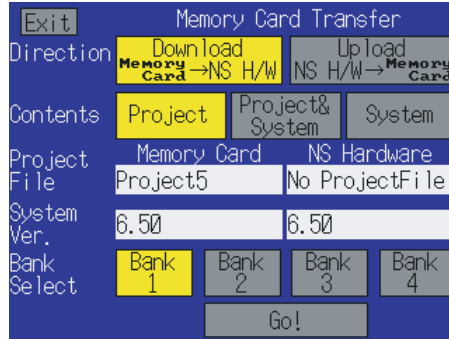 Exit Memory Card Transfer
Direction Download Upload
Memory Card→NS H/W NS H/W→Memory Card
Contents Project Project& System System
Memory Card NS Hardware
Project File Project5 No ProjectFile
System Ver. 6.50 6.50
Bank Select Bank 1 Bank 2 Bank 3 Bank 4
Go!